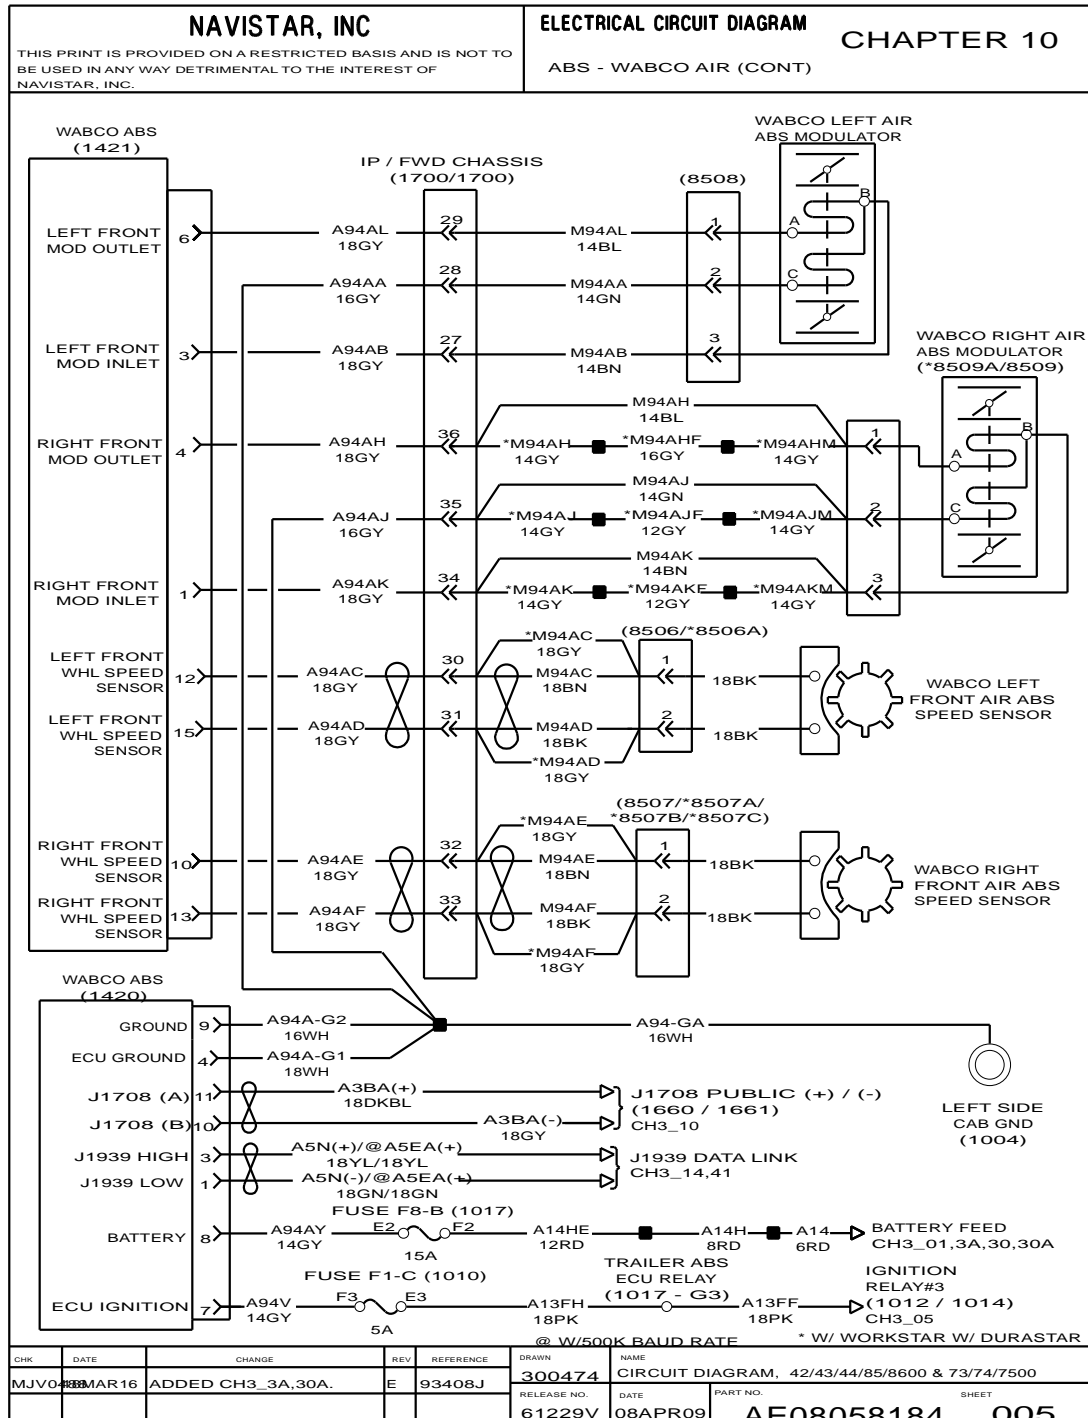 NAVISTAR, INC
THIS PRINT IS PROVIDED ON A RESTRICTED BASIS AND IS NOT TO
BE USED IN ANY WAY DETRIMENTAL TO THE INTEREST OF
NAVISTAR, INC.
ELECTRICAL CIRCUIT DIAGRAM
CHAPTER 10
ABS - WABCO AIR (CONT)
WABCO ABS
(1421)
IP / FWD CHASSIS
(1700/1700)
(8508)
WABCO LEFT AIR
ABS MODULATOR
LEFT FRONT
MOD OUTLET
6
A94AL
18GY
29
M94AL
14BL
1
A
B
A94AA
16GY
28
M94AA
14GN
2
C
LEFT FRONT
MOD INLET
3
A94AB
18GY
27
M94AB
14BN
3
WABCO RIGHT AIR
ABS MODULATOR
(*8509A/8509)
RIGHT FRONT
MOD OUTLET
4
A94AH
18GY
36
M94AH
14BL
*M94AH
14GY
*M94AHF
16GY
*M94AHM
14GY
1
A
B
A94AJ
16GY
35
M94AJ
14GN
*M94AJ
14GY
*M94AJF
12GY
*M94AJM
14GY
2
C
RIGHT FRONT
MOD INLET
1
A94AK
18GY
34
M94AK
14BN
*M94AK
14GY
*M94AKF
12GY
*M94AKM
14GY
3
LEFT FRONT
WHL SPEED
SENSOR
12
A94AC
18GY
30
*M94AC
18GY
M94AC
18BN
(8506/*8506A)
1
18BK
WABCO LEFT
FRONT AIR ABS
SPEED SENSOR
LEFT FRONT
WHL SPEED
SENSOR
15
A94AD
18GY
31
M94AD
18BK
*M94AD
18GY
2
18BK
(8507/*8507A/
*8507B/*8507C)
RIGHT FRONT
WHL SPEED
SENSOR
10
A94AE
18GY
32
*M94AE
18GY
M94AE
18BN
1
18BK
WABCO RIGHT
FRONT AIR ABS
SPEED SENSOR
RIGHT FRONT
WHL SPEED
SENSOR
13
A94AF
18GY
33
M94AF
18BK
*M94AF
18GY
2
18BK
WABCO ABS
(1420)
GROUND 9
A94A-G2
16WH
A94-GA
16WH
ECU GROUND 4
A94A-G1
18WH
LEFT SIDE
CAB GND
(1004)
J1708 (A) 11
A3BA(+)
18DKBL
J1708 (B) 10
A3BA(-)
18GY
J1708 PUBLIC (+) / (-)
(1660 / 1661)
CH3_10
J1939 HIGH 3
A5N(+)/@A5EA(+)
18YL/18YL
J1939 LOW 1
A5N(-)/@A5EA(+)
18GN/18GN
J1939 DATA LINK
CH3_14,41
FUSE F8-B (1017)
BATTERY 8
A94AY
14GY
E2
F2
15A
A14HE
12RD
A14H
8RD
A14
6RD
BATTERY FEED
CH3_01,3A,30,30A
FUSE F1-C (1010)
TRAILER ABS
ECU RELAY
(1017 - G3)
ECU IGNITION 7
A94V
14GY
F3
E3
5A
A13FH
18PK
A13FF
18PK
IGNITION
RELAY#3
(1012 / 1014)
CH3_05
@ W/500K BAUD RATE
* W/ WORKSTAR W/ DURASTAR
CHK DATE CHANGE REV REFERENCE
18MAR16 ADDED CH3_3A,30A. E 93408J
DRAWN
300474
NAME
CIRCUIT DIAGRAM, 42/43/44/85/8600 & 73/74/7500
RELEASE NO.
61229V
DATE
08APR09
PART NO.
AE08058184
SHEET
005